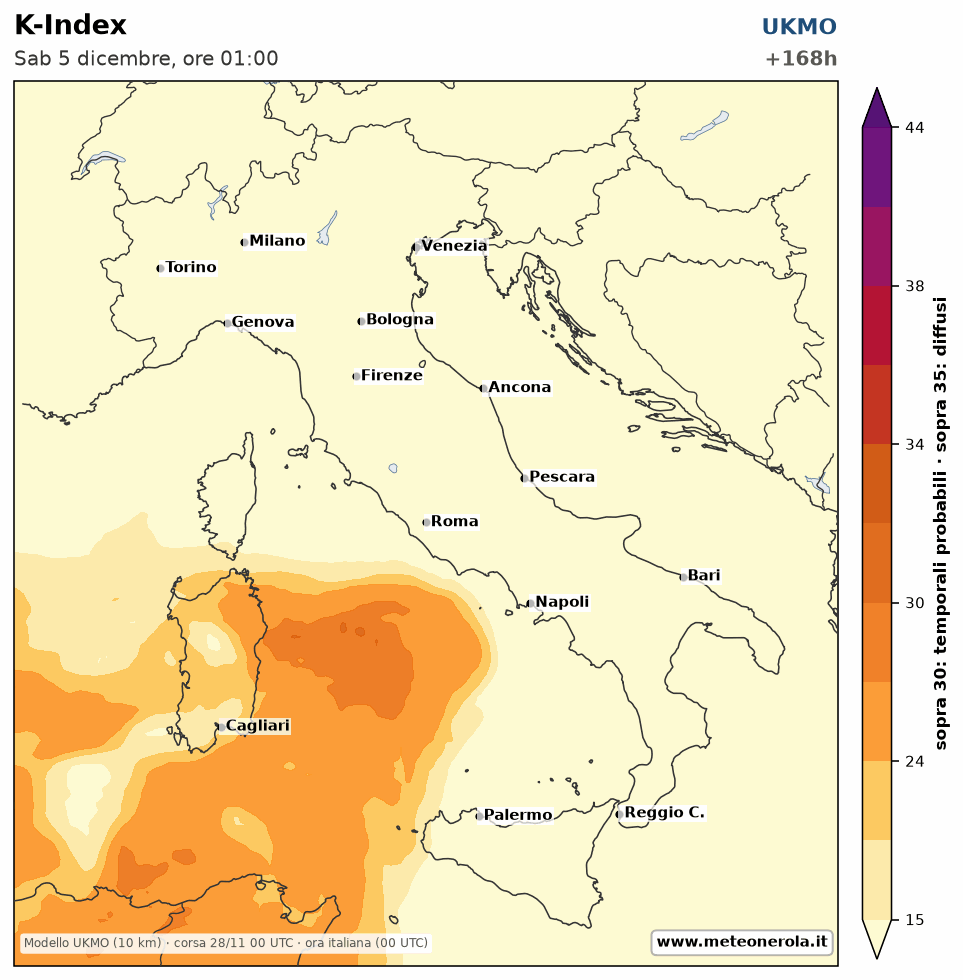 K-Index
UKMO
Sab 5 dicembre, ore 01:00
+168h
44
38
34
30
24
15
sopra 30: temporali probabili · sopra 35: diffusi
Milano
Venezia
Torino
Genova
Bologna
Firenze
Ancona
Pescara
Roma
Bari
Napoli
Cagliari
Palermo
Reggio C.
Modello UKMO (10 km) · corsa 28/11 00 UTC · ora italiana (00 UTC)
www.meteonerola.it